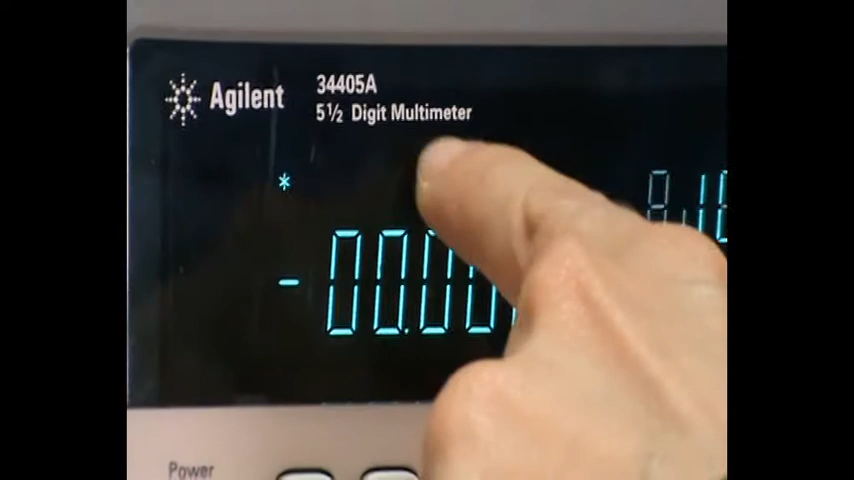 Agilent
34405A
5½ Digit Multimeter
*
-00.00
Power